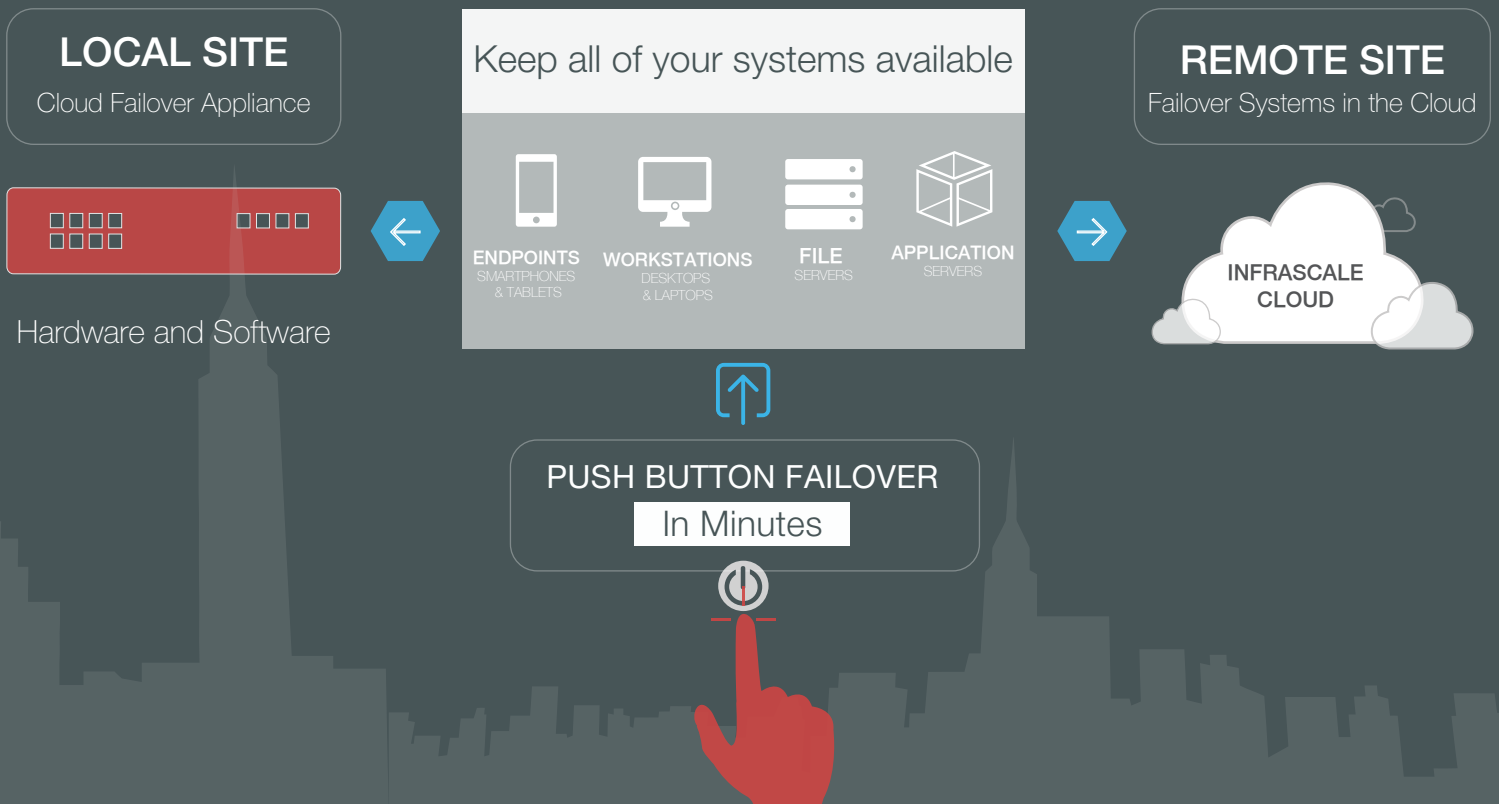 LOCAL SITE
Cloud Failover Appliance
Hardware and Software
Keep all of your systems available
ENDPOINTS
SMARTPHONES
& TABLETS
WORKSTATIONS
DESKTOPS
& LAPTOPS
FILE
SERVERS
APPLICATION
SERVERS
REMOTE SITE
Failover Systems in the Cloud
INFRASCALE
CLOUD
PUSH BUTTON FAILOVER
In Minutes